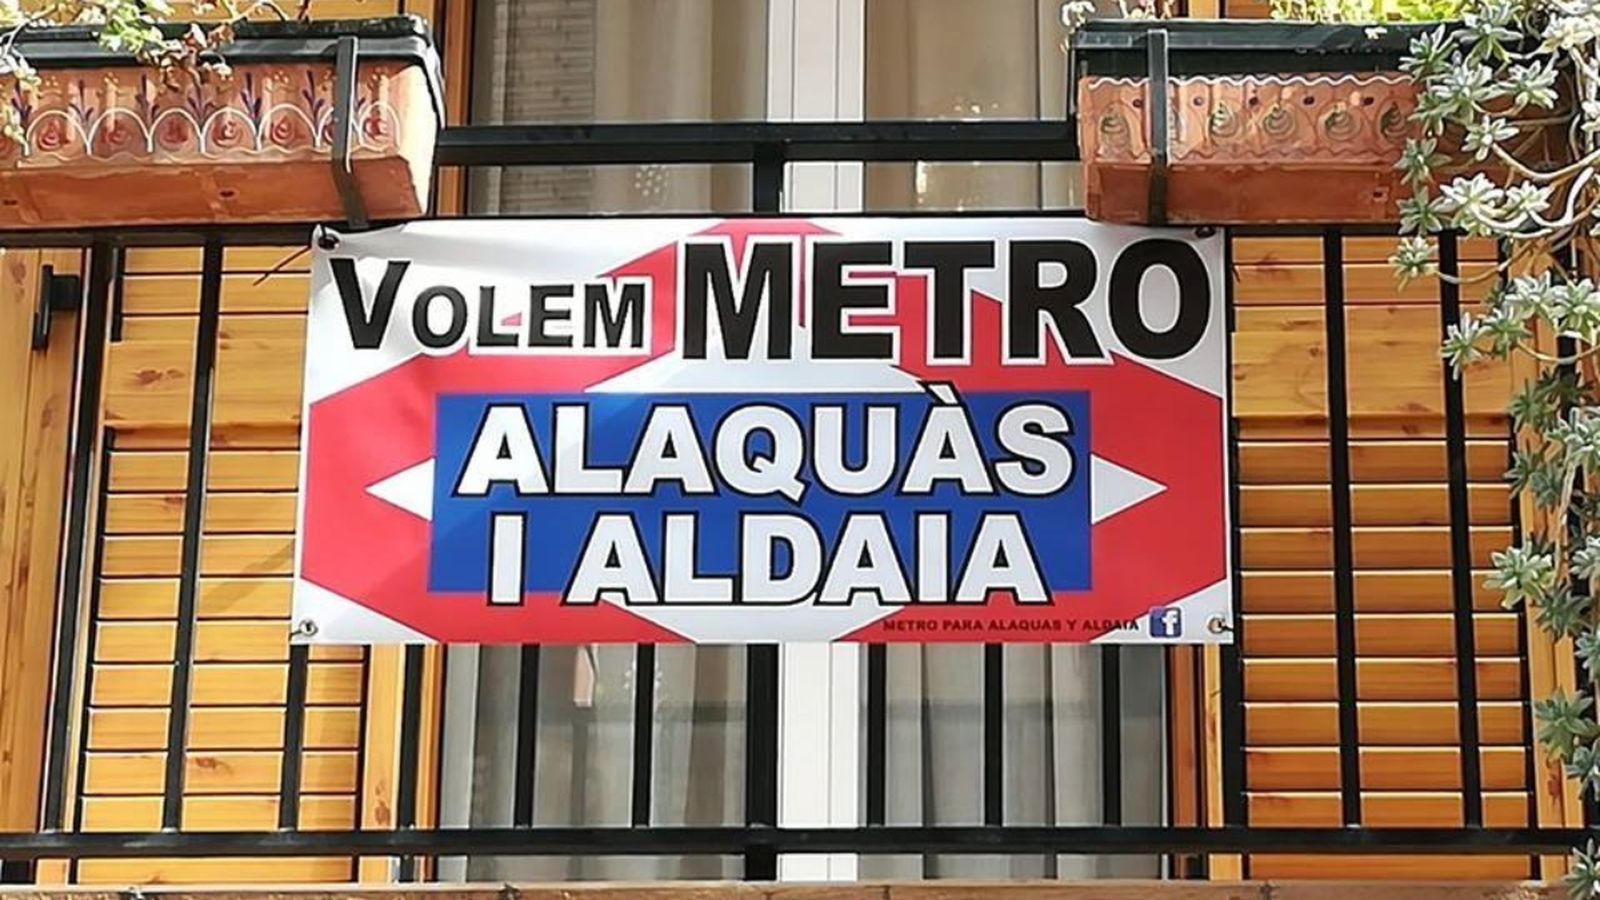 VOLEM METRO
ALAQUÀS
I ALDAIA
METRO PARA ALAQUAS Y ALDAIA f